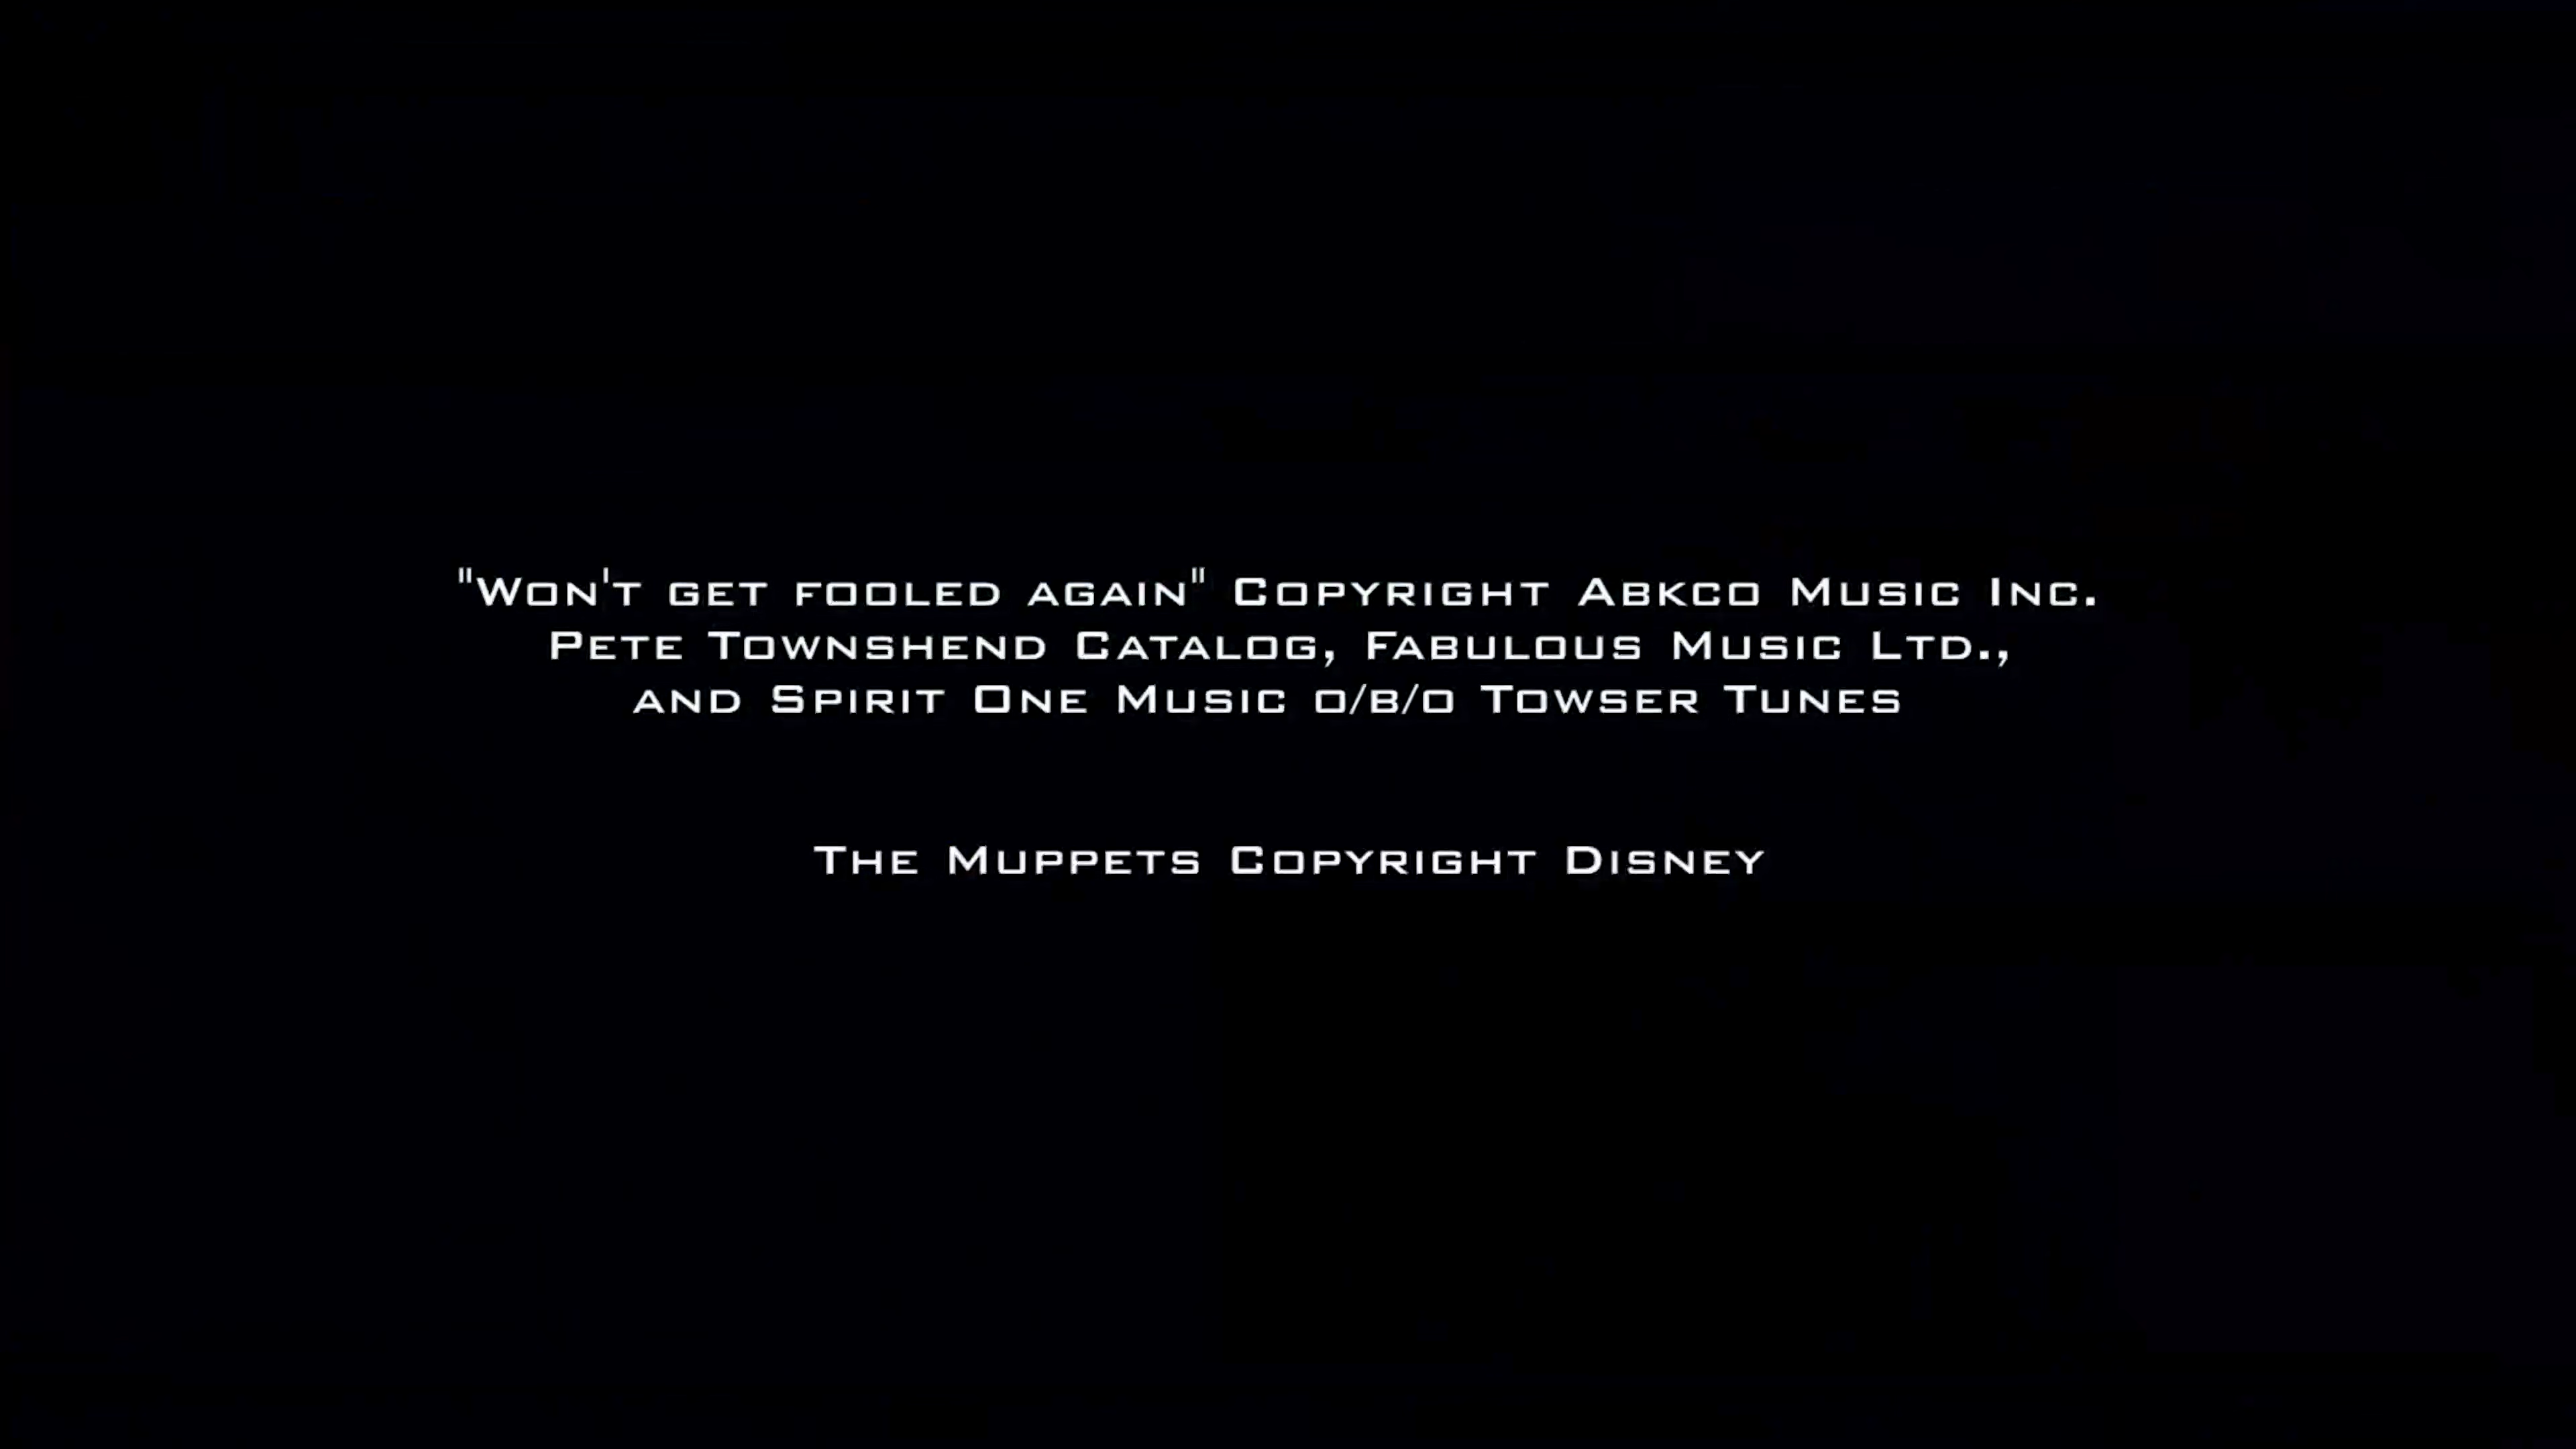 "Won't get fooled again" Copyright Abkco Music Inc.
Pete Townshend Catalog, Fabulous Music Ltd.,
and Spirit One Music o/b/o Towser Tunes
The Muppets Copyright Disney